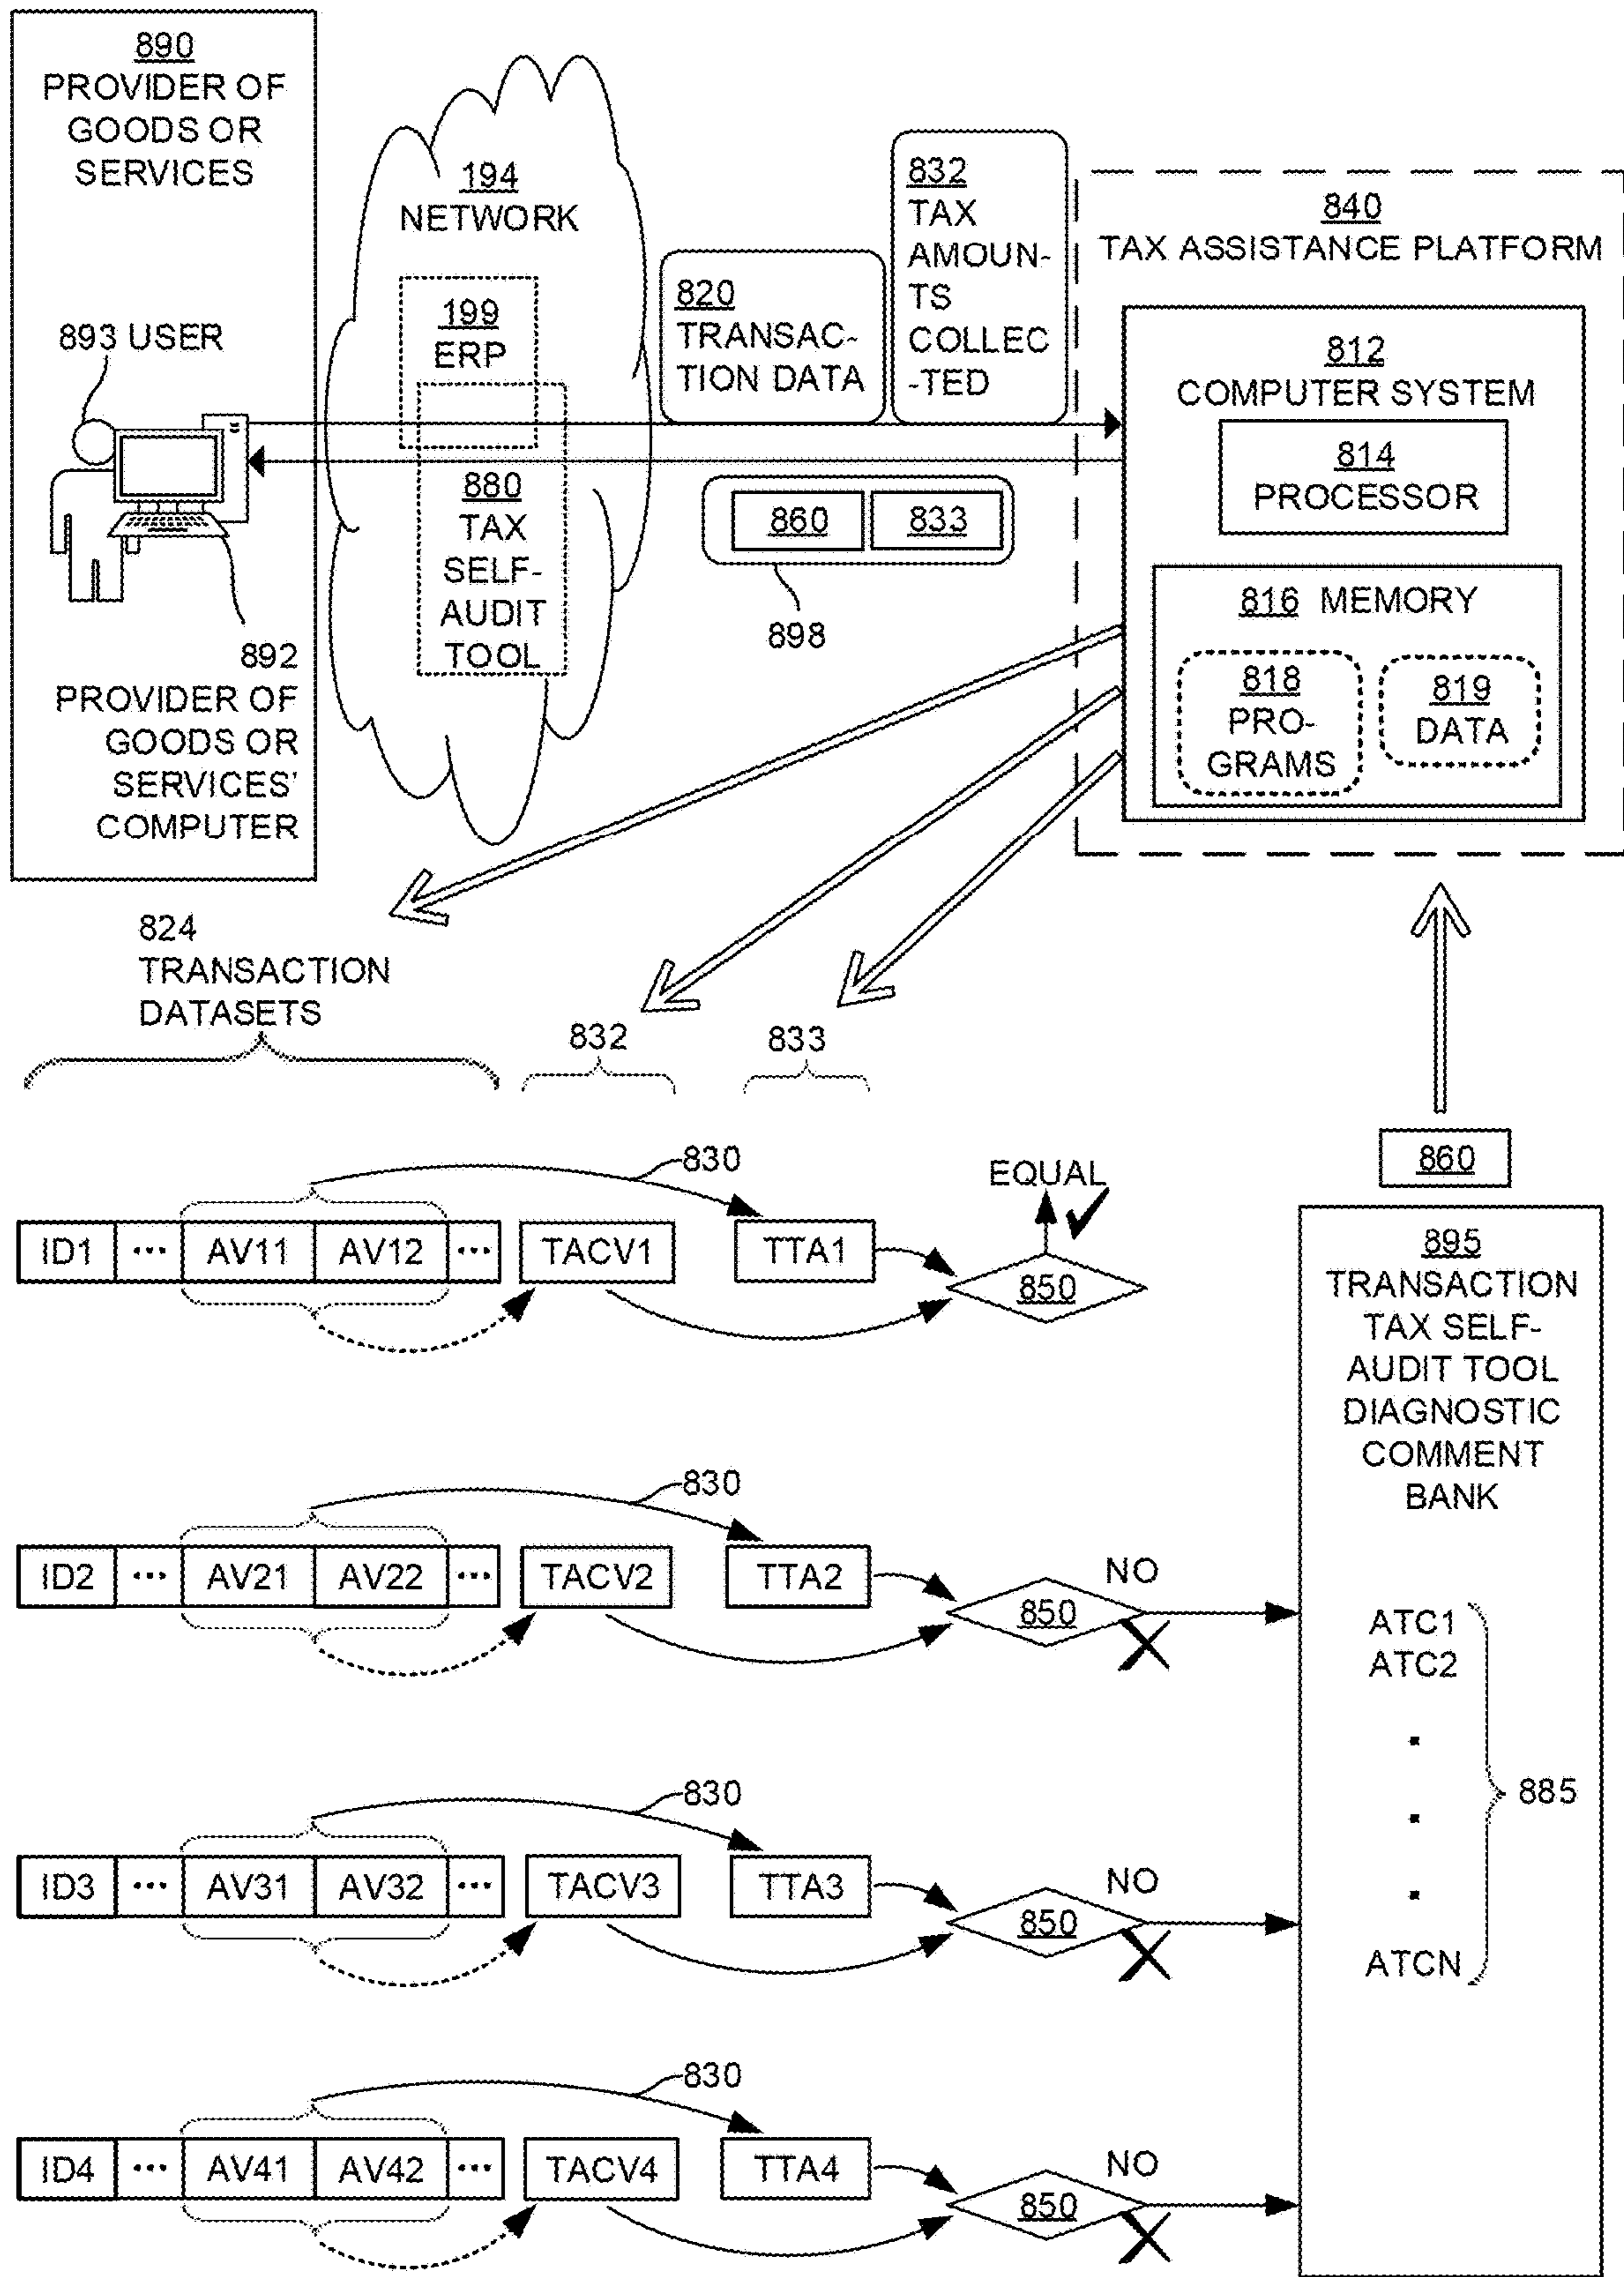 890
PROVIDER OF
GOODS OR
SERVICES
893 USER
892
PROVIDER OF
GOODS OR
SERVICES'
COMPUTER
194
NETWORK
199
ERP
880
TAX
SELF-
AUDIT
TOOL
820
TRANSAC-
TION DATA
832
TAX
AMOUN-
TS
COLLEC
-TED
860 833
898
840
TAX ASSISTANCE PLATFORM
812
COMPUTER SYSTEM
814
PROCESSOR
816 MEMORY
818
PRO-
GRAMS
819
DATA
824
TRANSACTION
DATASETS
832
833
830
ID1 ... AV11 AV12 ... TACV1 TTA1
850
EQUAL
830
ID2 ... AV21 AV22 ... TACV2 TTA2
850
NO
830
ID3 ... AV31 AV32 ... TACV3 TTA3
850
NO
830
ID4 ... AV41 AV42 ... TACV4 TTA4
850
NO
860
895
TRANSACTION
TAX SELF-
AUDIT TOOL
DIAGNOSTIC
COMMENT
BANK
ATC1
ATC2
.
.
.
ATCN
885